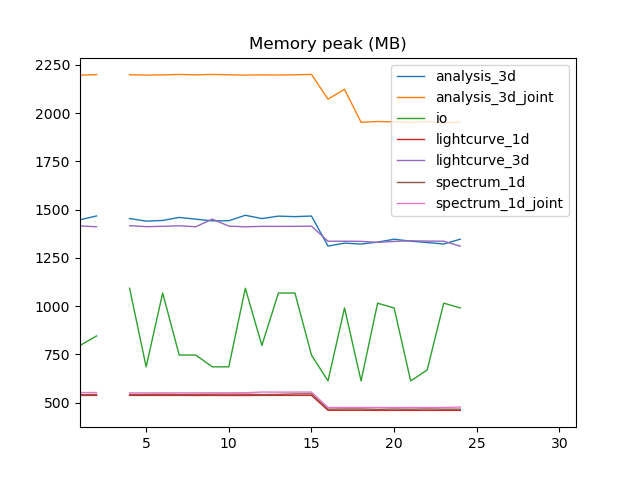 Memory peak (MB)
2250
2000
1750
1500
1250
1000
750
500
5
10
15
20
25
30
analysis_3d
analysis_3d_joint
io
lightcurve_1d
lightcurve_3d
spectrum_1d
spectrum_1d_joint